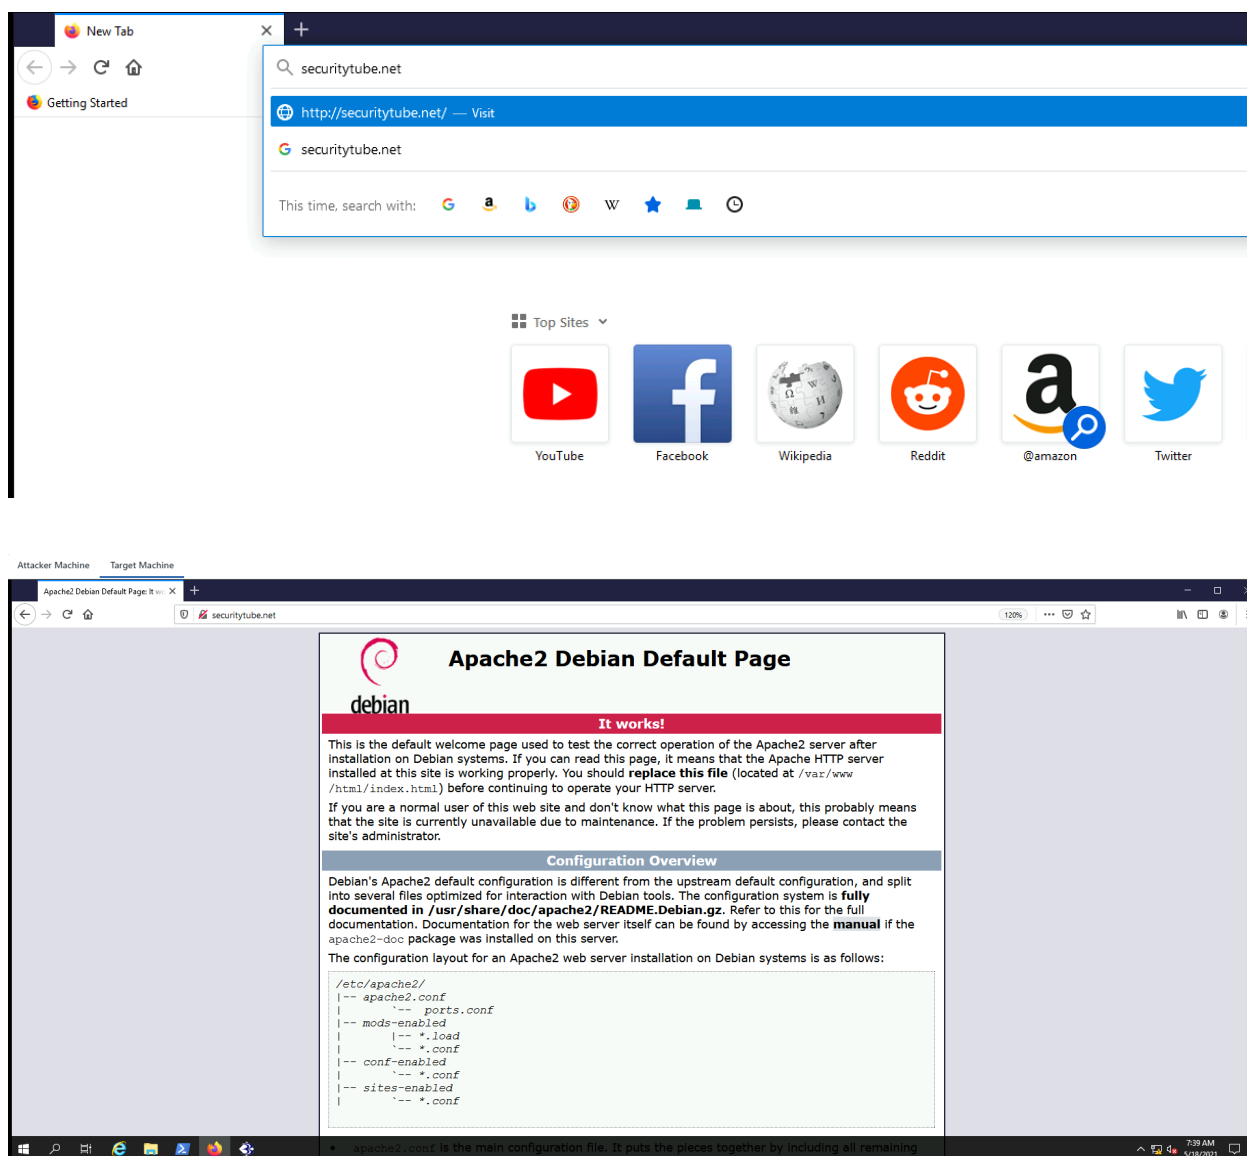 New Tab
securitytube.net
Getting Started
http://securitytube.net/ — Visit
securitytube.net
This time, search with:
Top Sites
YouTube Facebook Wikipedia Reddit @amazon Twitter
Attacker Machine Target Machine
Apache2 Debian Default Page: It wo
securitytube.net 120%
Apache2 Debian Default Page
debian
It works!
This is the default welcome page used to test the correct operation of the Apache2 server after
installation on Debian systems. If you can read this page, it means that the Apache HTTP server
installed at this site is working properly. You should replace this file (located at /var/www
/html/index.html) before continuing to operate your HTTP server.
If you are a normal user of this web site and don't know what this page is about, this probably means
that the site is currently unavailable due to maintenance. If the problem persists, please contact the
site's administrator.
Configuration Overview
Debian's Apache2 default configuration is different from the upstream default configuration, and split
into several files optimized for interaction with Debian tools. The configuration system is fully
documented in /usr/share/doc/apache2/README.Debian.gz. Refer to this for the full
documentation. Documentation for the web server itself can be found by accessing the manual if the
apache2-doc package was installed on this server.
The configuration layout for an Apache2 web server installation on Debian systems is as follows:
/etc/apache2/
|-- apache2.conf
|       `--  ports.conf
|-- mods-enabled
|       |-- *.load
|       `-- *.conf
|-- conf-enabled
|       `-- *.conf
|-- sites-enabled
|       `-- *.conf
• apache2.conf is the main configuration file. It puts the pieces together by including all remaining
7:39 AM
5/18/2021